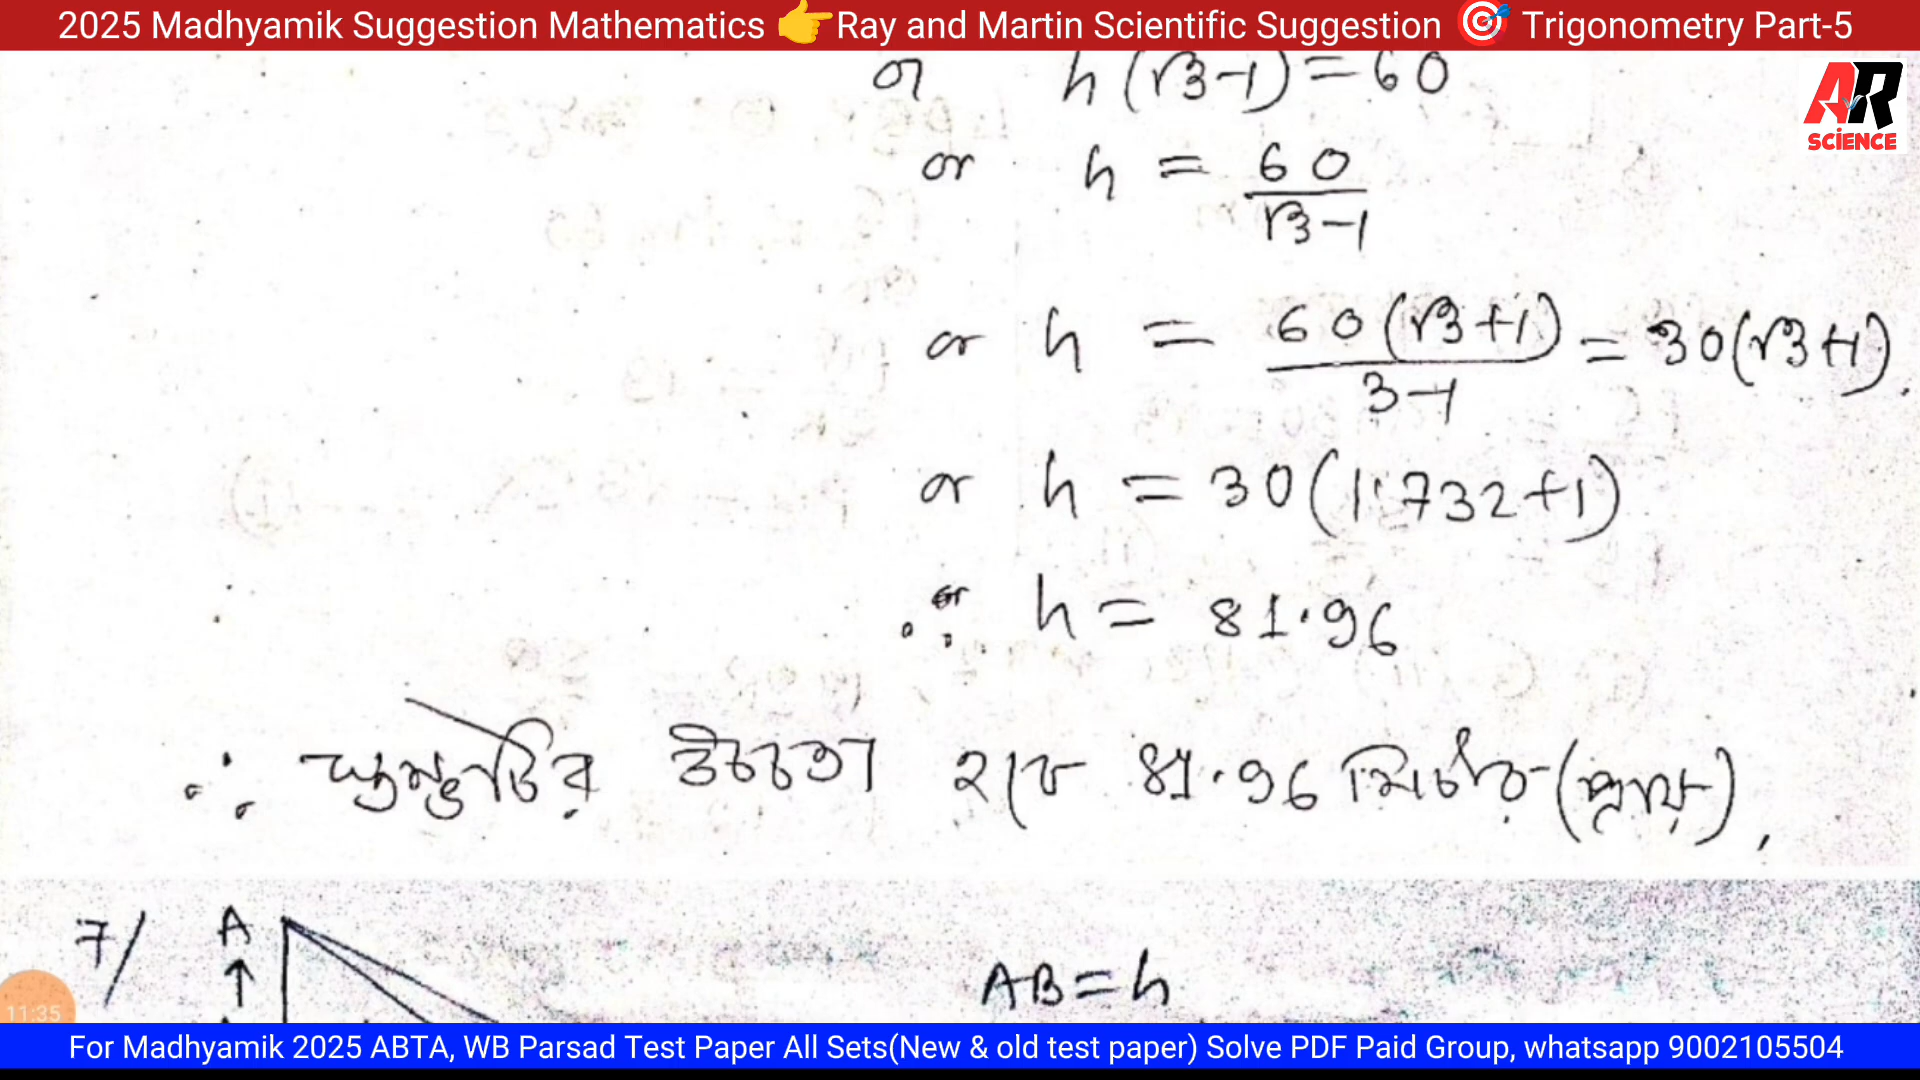 2025 Madhyamik Suggestion Mathematics 👉Ray and Martin Scientific Suggestion 🎯 Trigonometry Part-5
AR
SCIENCE
or h(√3-1)=60
or h = 60/(√3-1)
or h = 60(√3+1)/(3-1) = 30(√3+1).
or h = 30(1.732+1)
∴ h = 81.96
∴ স্তম্ভটির উচ্চতা হবে 81.96 মিটার (প্রায়).
7/ A
↑
AB=h
11:35
For Madhyamik 2025 ABTA, WB Parsad Test Paper All Sets(New & old test paper) Solve PDF Paid Group, whatsapp 9002105504